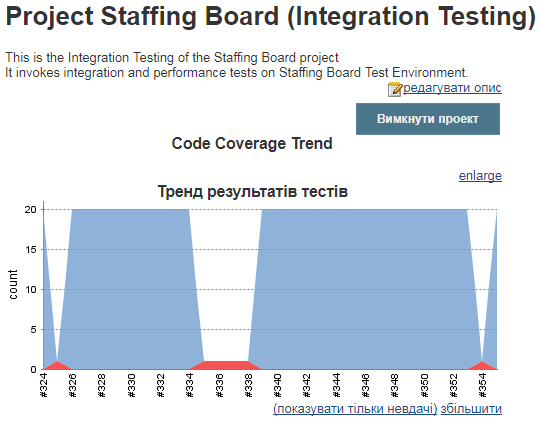 Project Staffing Board (Integration Testing)
This is the Integration Testing of the Staffing Board project
It invokes integration and performance tests on Staffing Board Test Environment.
редагувати опис
Вимкнути проект
Code Coverage Trend
enlarge
Тренд результатів тестів
20
15
10
5
0
count
#324
#326
#328
#330
#332
#334
#336
#338
#340
#342
#344
#346
#348
#350
#352
#354
(показувати тільки невдачі) збільшити